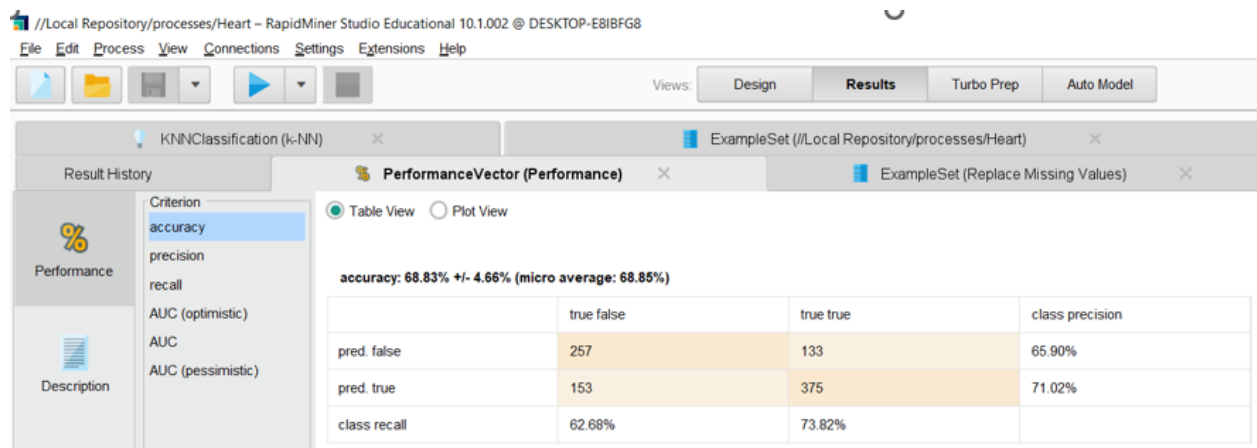 //Local Repository/processes/Heart – RapidMiner Studio Educational 10.1.002 @ DESKTOP-E8IBFG8
File Edit Process View Connections Settings Extensions Help
Views: Design Results Turbo Prep Auto Model
KNNClassification (k-NN) ExampleSet (//Local Repository/processes/Heart)
Result History PerformanceVector (Performance) ExampleSet (Replace Missing Values)
% Performance
Description
Criterion
accuracy
precision
recall
AUC (optimistic)
AUC
AUC (pessimistic)
Table View Plot View
accuracy: 68.83% +/- 4.66% (micro average: 68.85%)
true false true true class precision
pred. false 257 133 65.90%
pred. true 153 375 71.02%
class recall 62.68% 73.82%